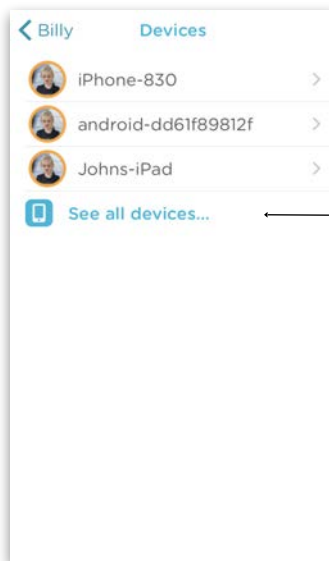 Billy Devices
iPhone-830
android-dd61f89812f
Johns-iPad
See all devices...